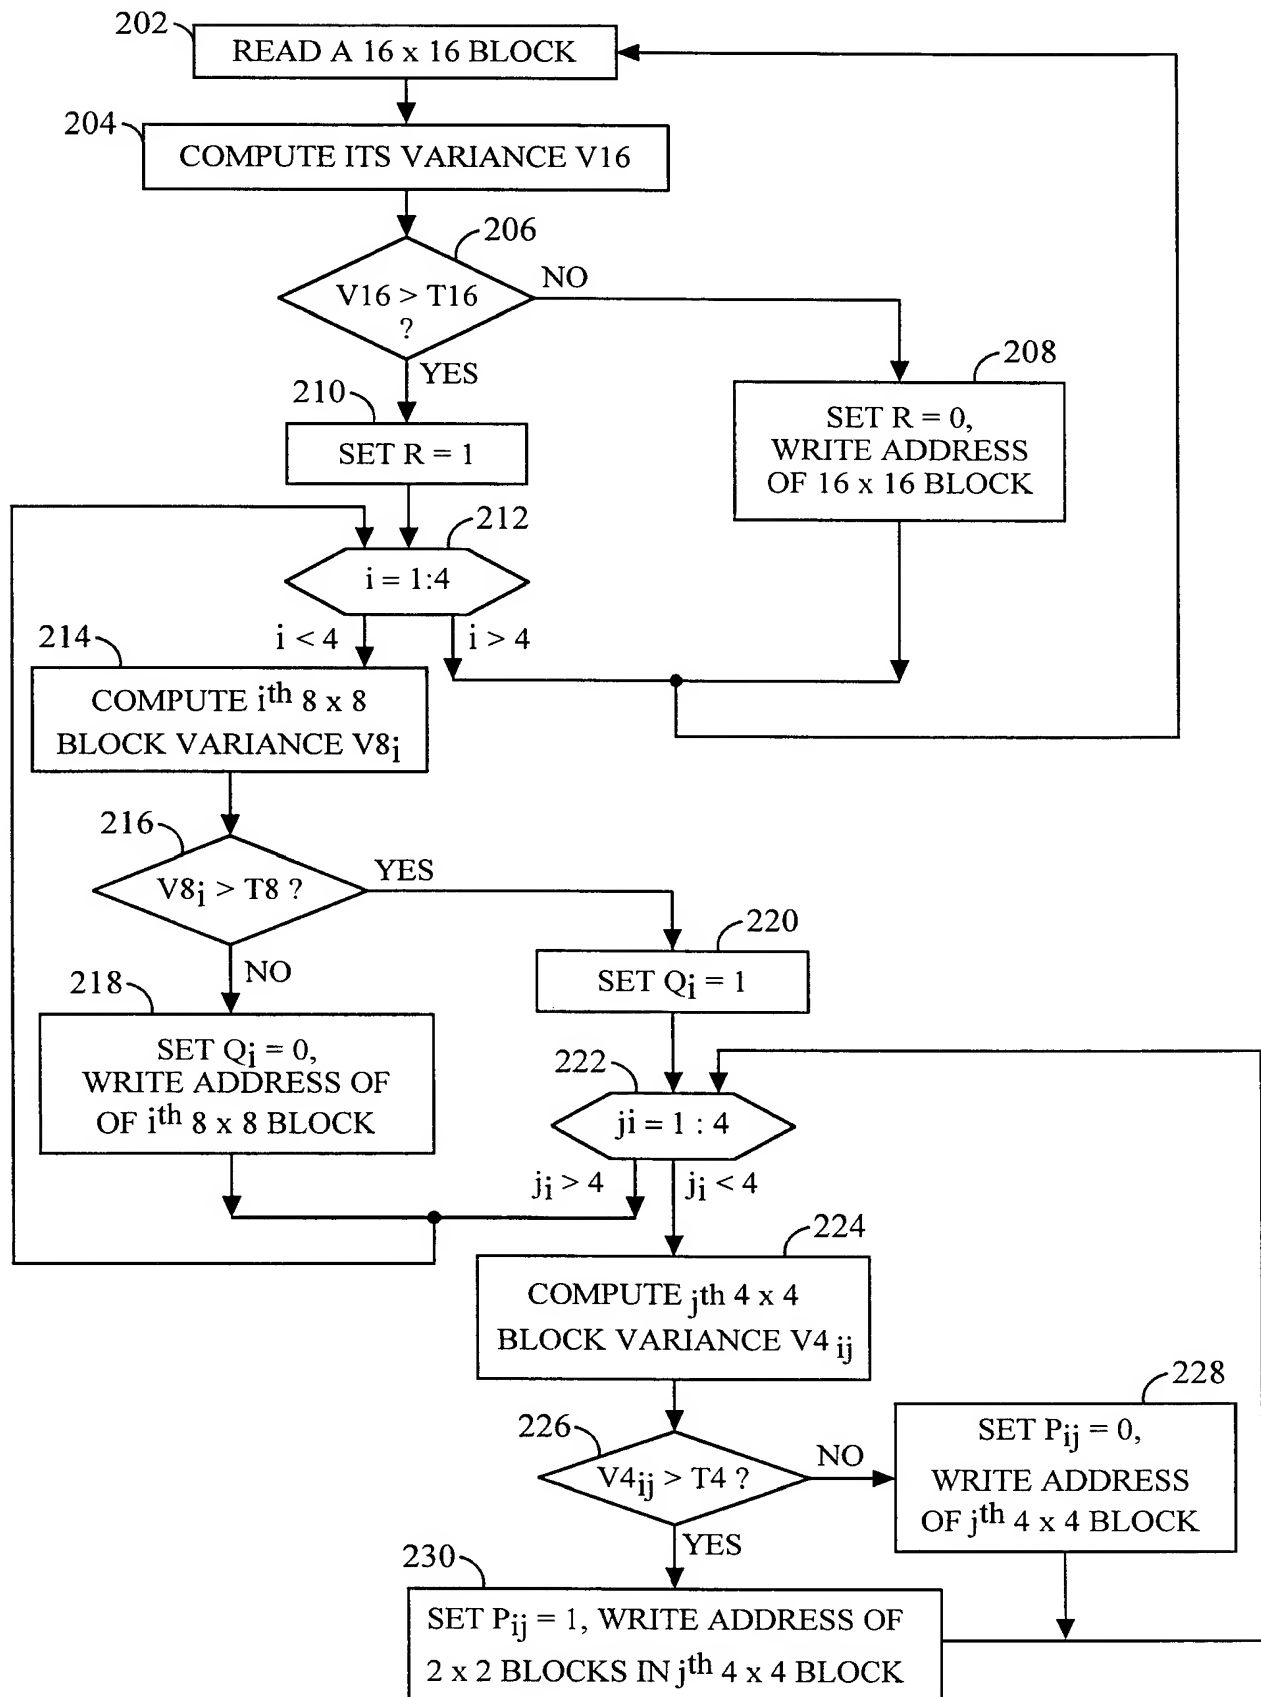 202
READ A 16 x 16 BLOCK
204
COMPUTE ITS VARIANCE V16
206
V16 > T16
?
NO
YES
208
SET R = 0,
WRITE ADDRESS
OF 16 x 16 BLOCK
210
SET R = 1
212
i = 1:4
i < 4
i > 4
214
COMPUTE ith 8 x 8
BLOCK VARIANCE V8i
216
V8i > T8 ?
YES
NO
218
SET Qi = 0,
WRITE ADDRESS OF
OF ith 8 x 8 BLOCK
220
SET Qi = 1
222
ji = 1 : 4
ji > 4
ji < 4
224
COMPUTE jth 4 x 4
BLOCK VARIANCE V4 ij
226
V4ij > T4 ?
NO
YES
228
SET Pij = 0,
WRITE ADDRESS
OF jth 4 x 4 BLOCK
230
SET Pij = 1, WRITE ADDRESS OF
2 x 2 BLOCKS IN jth 4 x 4 BLOCK